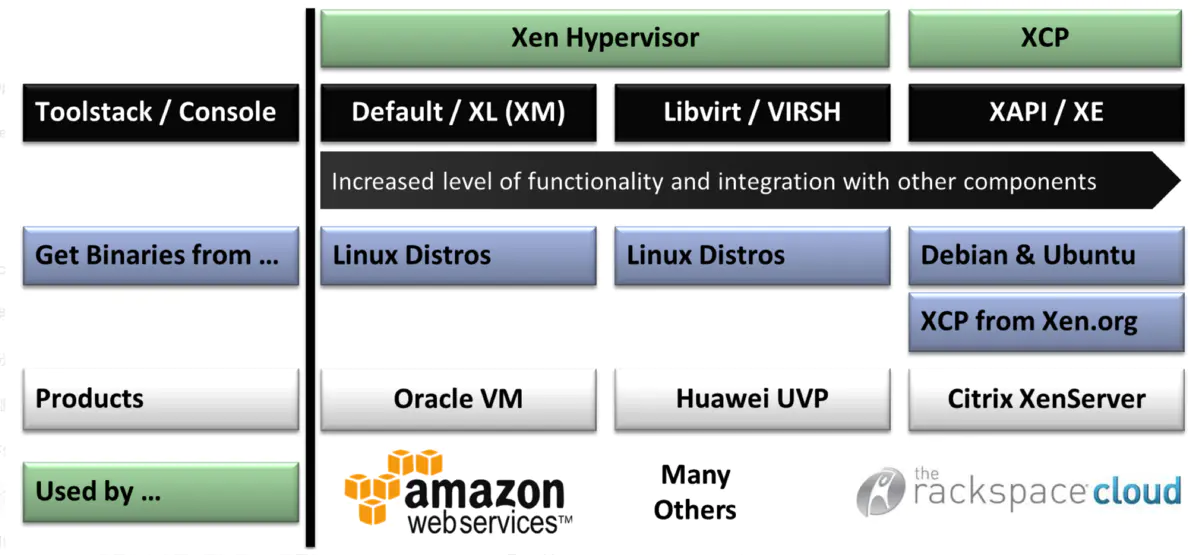 Xen Hypervisor
XCP
Toolstack / Console
Default / XL (XM)
Libvirt / VIRSH
XAPI / XE
Increased level of functionality and integration with other components
Get Binaries from ...
Linux Distros
Linux Distros
Debian & Ubuntu
XCP from Xen.org
Products
Oracle VM
Huawei UVP
Citrix XenServer
Used by ...
amazon
webservices™
Many
Others
the
rackspace cloud